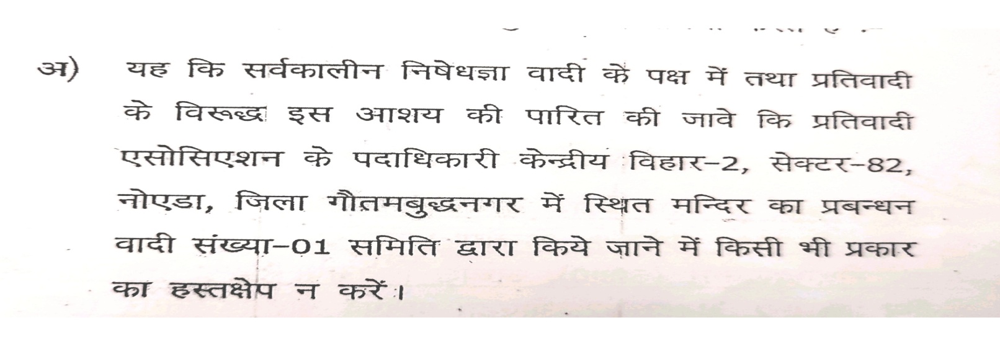 अ) यह कि सर्वकालीन निषेधज्ञा वादी के पक्ष में तथा प्रतिवादी
के विरूद्ध इस आशय की पारित की जावे कि प्रतिवादी
एसोसिएशन के पदाधिकारी केन्द्रीय विहार-2, सेक्टर-82,
नोएडा, जिला गौतमबुद्धनगर में स्थित मन्दिर का प्रबन्धन
वादी संख्या-01 समिति द्वारा किये जाने में किसी भी प्रकार
का हस्तक्षेप न करें।